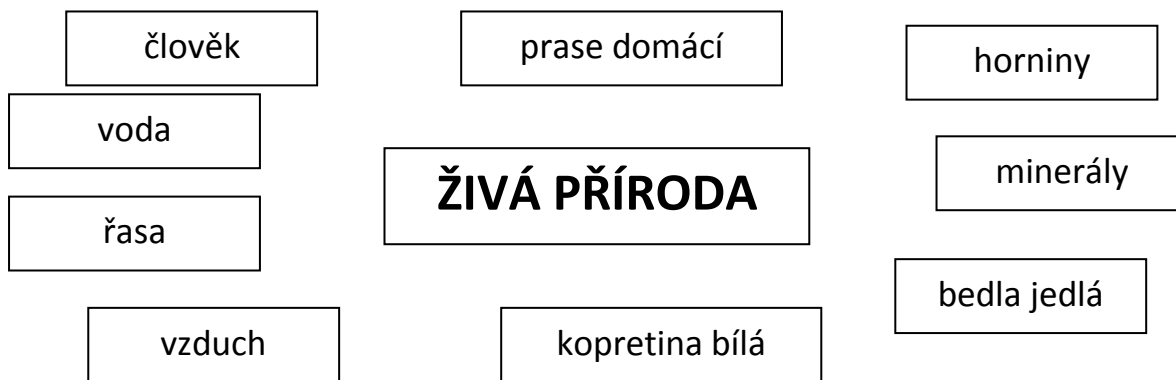 člověk
prase domácí
horniny
voda
ŽIVÁ PŘÍRODA
minerály
řasa
bedla jedlá
vzduch
kopretina bílá